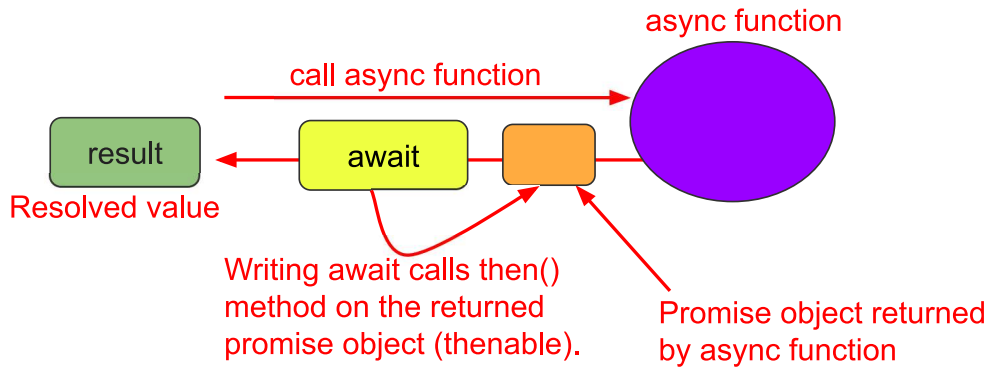 async function
call async function
result
await
Resolved value
Writing await calls then()
method on the returned
promise object (thenable).
Promise object returned
by async function